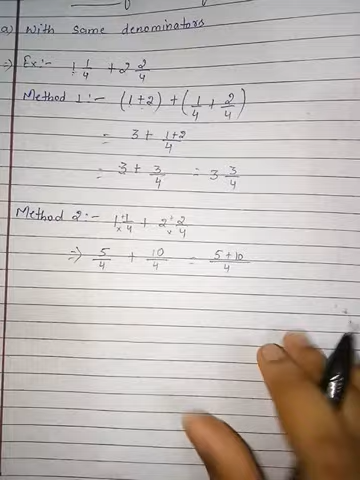 a) With same denominators
⇒ Ex:- 1 1/4 + 2 2/4
Method 1:- (1+2) + (1/4 + 2/4)
= 3 + 1+2/4
= 3 + 3/4 = 3 3/4
Method 2:- 1 +1/×4 + 2 +2/×4
⇒ 5/4 + 10/4 = 5+10/4